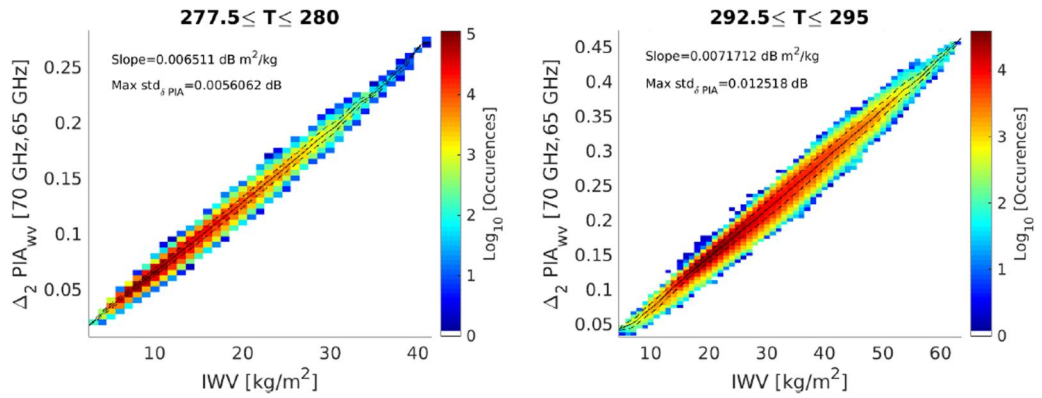 277.5≤ T≤ 280
Slope=0.006511 dB m²/kg
Max std_δ PIA=0.0056062 dB
Δ₂ PIA_wv [70 GHz,65 GHz]
0.25
0.2
0.15
0.1
0.05
10 20 30 40
IWV [kg/m²]
5
4
3
2
1
0
Log₁₀ [Occurences]
292.5≤ T≤ 295
Slope=0.0071712 dB m²/kg
Max std_δ PIA=0.012518 dB
Δ₂ PIA_wv [70 GHz,65 GHz]
0.45
0.4
0.35
0.3
0.25
0.2
0.15
0.1
0.05
10 20 30 40 50 60
IWV [kg/m²]
4
3
2
1
0
Log₁₀ [Occurences]